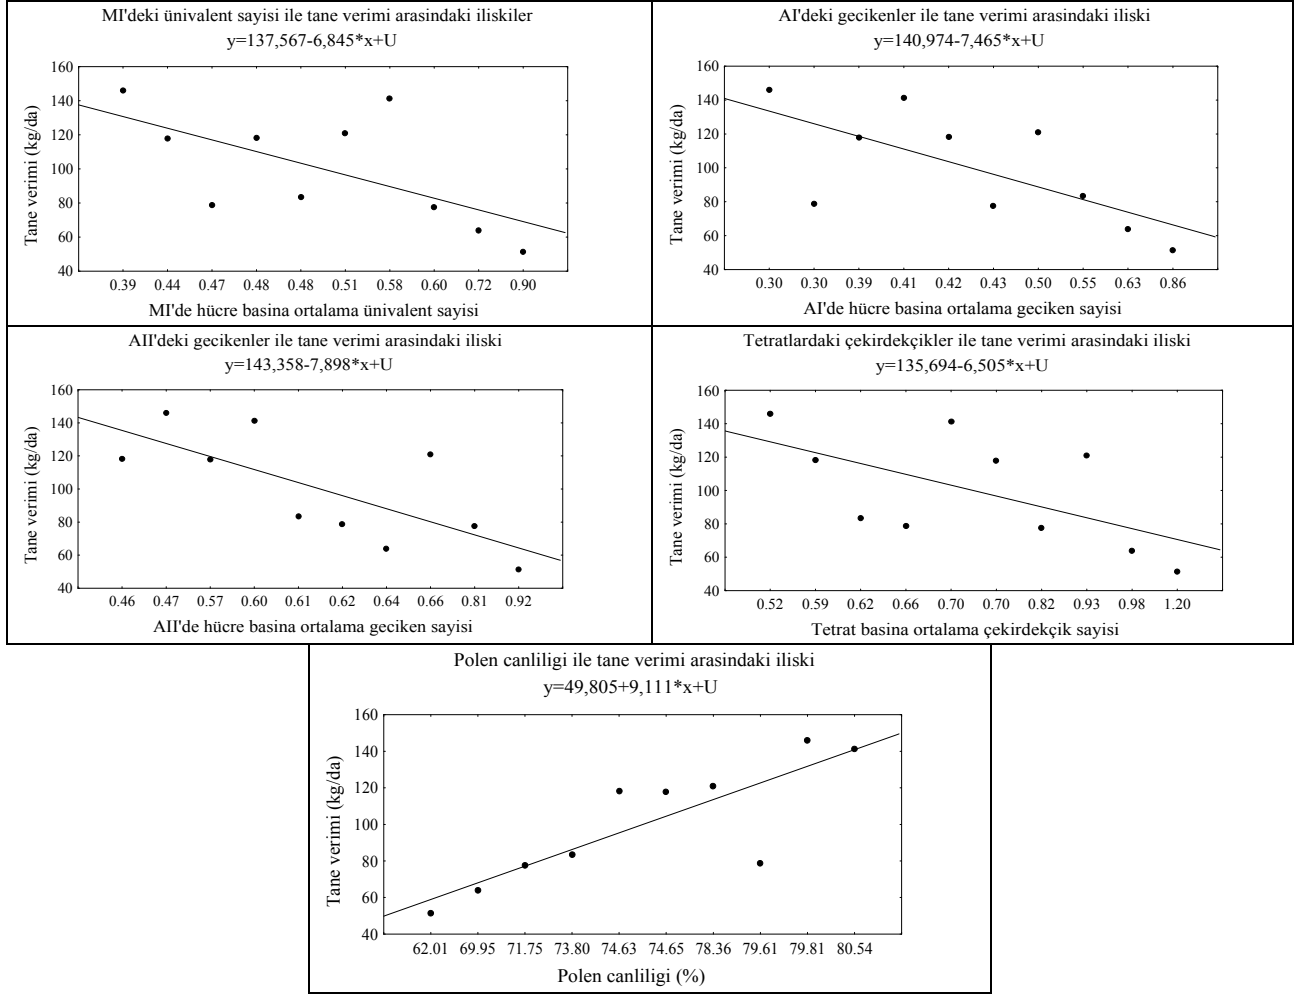 MI'deki ünivalent sayisi ile tane verimi arasindaki iliskiler
y=137,567-6,845*x+U
Tane verimi (kg/da)
160
140
120
100
80
60
40
0.39 0.44 0.47 0.48 0.48 0.51 0.58 0.60 0.72 0.90
MI'de hücre basina ortalama ünivalent sayisi
AI'deki gecikenler ile tane verimi arasindaki iliski
y=140,974-7,465*x+U
Tane verimi (kg/da)
160
140
120
100
80
60
40
0.30 0.30 0.39 0.41 0.42 0.43 0.50 0.55 0.63 0.86
AI'de hücre basina ortalama geciken sayisi
AII'deki gecikenler ile tane verimi arasindaki iliski
y=143,358-7,898*x+U
Tane verimi (kg/da)
160
140
120
100
80
60
40
0.46 0.47 0.57 0.60 0.61 0.62 0.64 0.66 0.81 0.92
AII'de hücre basina ortalama geciken sayisi
Tetratlardaki çekirdekçikler ile tane verimi arasindaki iliski
y=135,694-6,505*x+U
Tane verimi (kg/da)
160
140
120
100
80
60
40
0.52 0.59 0.62 0.66 0.70 0.70 0.82 0.93 0.98 1.20
Tetrat basina ortalama çekirdekçik sayisi
Polen canliligi ile tane verimi arasindaki iliski
y=49,805+9,111*x+U
Tane verimi (kg/da)
160
140
120
100
80
60
40
62.01 69.95 71.75 73.80 74.63 74.65 78.36 79.61 79.81 80.54
Polen canliligi (%)